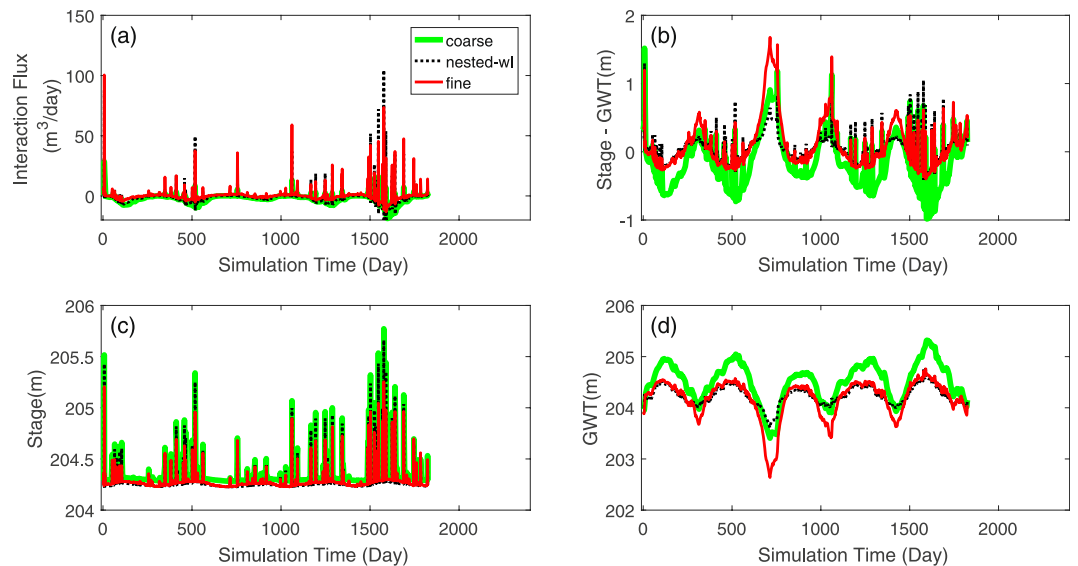 (a)
Interaction Flux
(m³/day)
150
100
50
0
coarse
nested-wl
fine
0 500 1000 1500 2000
Simulation Time (Day)
(b)
Stage - GWT(m)
2
1
0
-1
0 500 1000 1500 2000
Simulation Time (Day)
(c)
Stage(m)
206
205.5
205
204.5
204
0 500 1000 1500 2000
Simulation Time (Day)
(d)
GWT(m)
206
205
204
203
202
0 500 1000 1500 2000
Simulation Time (Day)